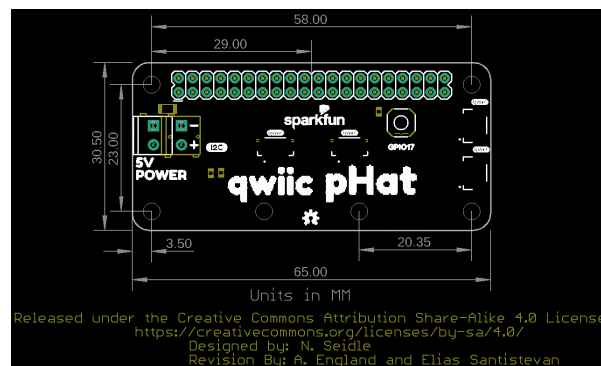 58.00
29.00
sparkfun
30.50
23.00
-
+
I2C
GPIO17
5V
POWER
qwiic pHat
3.50
20.35
65.00
Units in MM
Released under the Creative Commons Attribution Share-Alike 4.0 License
https://creativecommons.org/licenses/by-sa/4.0/
Designed by: N. Seidle
Revision By: A. England and Elias Santistevan